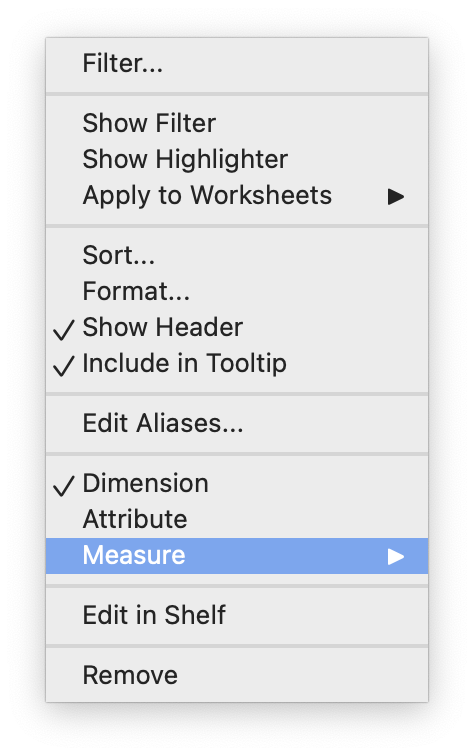 Filter...
Show Filter
Show Highlighter
Apply to Worksheets
Sort...
Format...
Show Header
Include in Tooltip
Edit Aliases...
Dimension
Attribute
Measure
Edit in Shelf
Remove